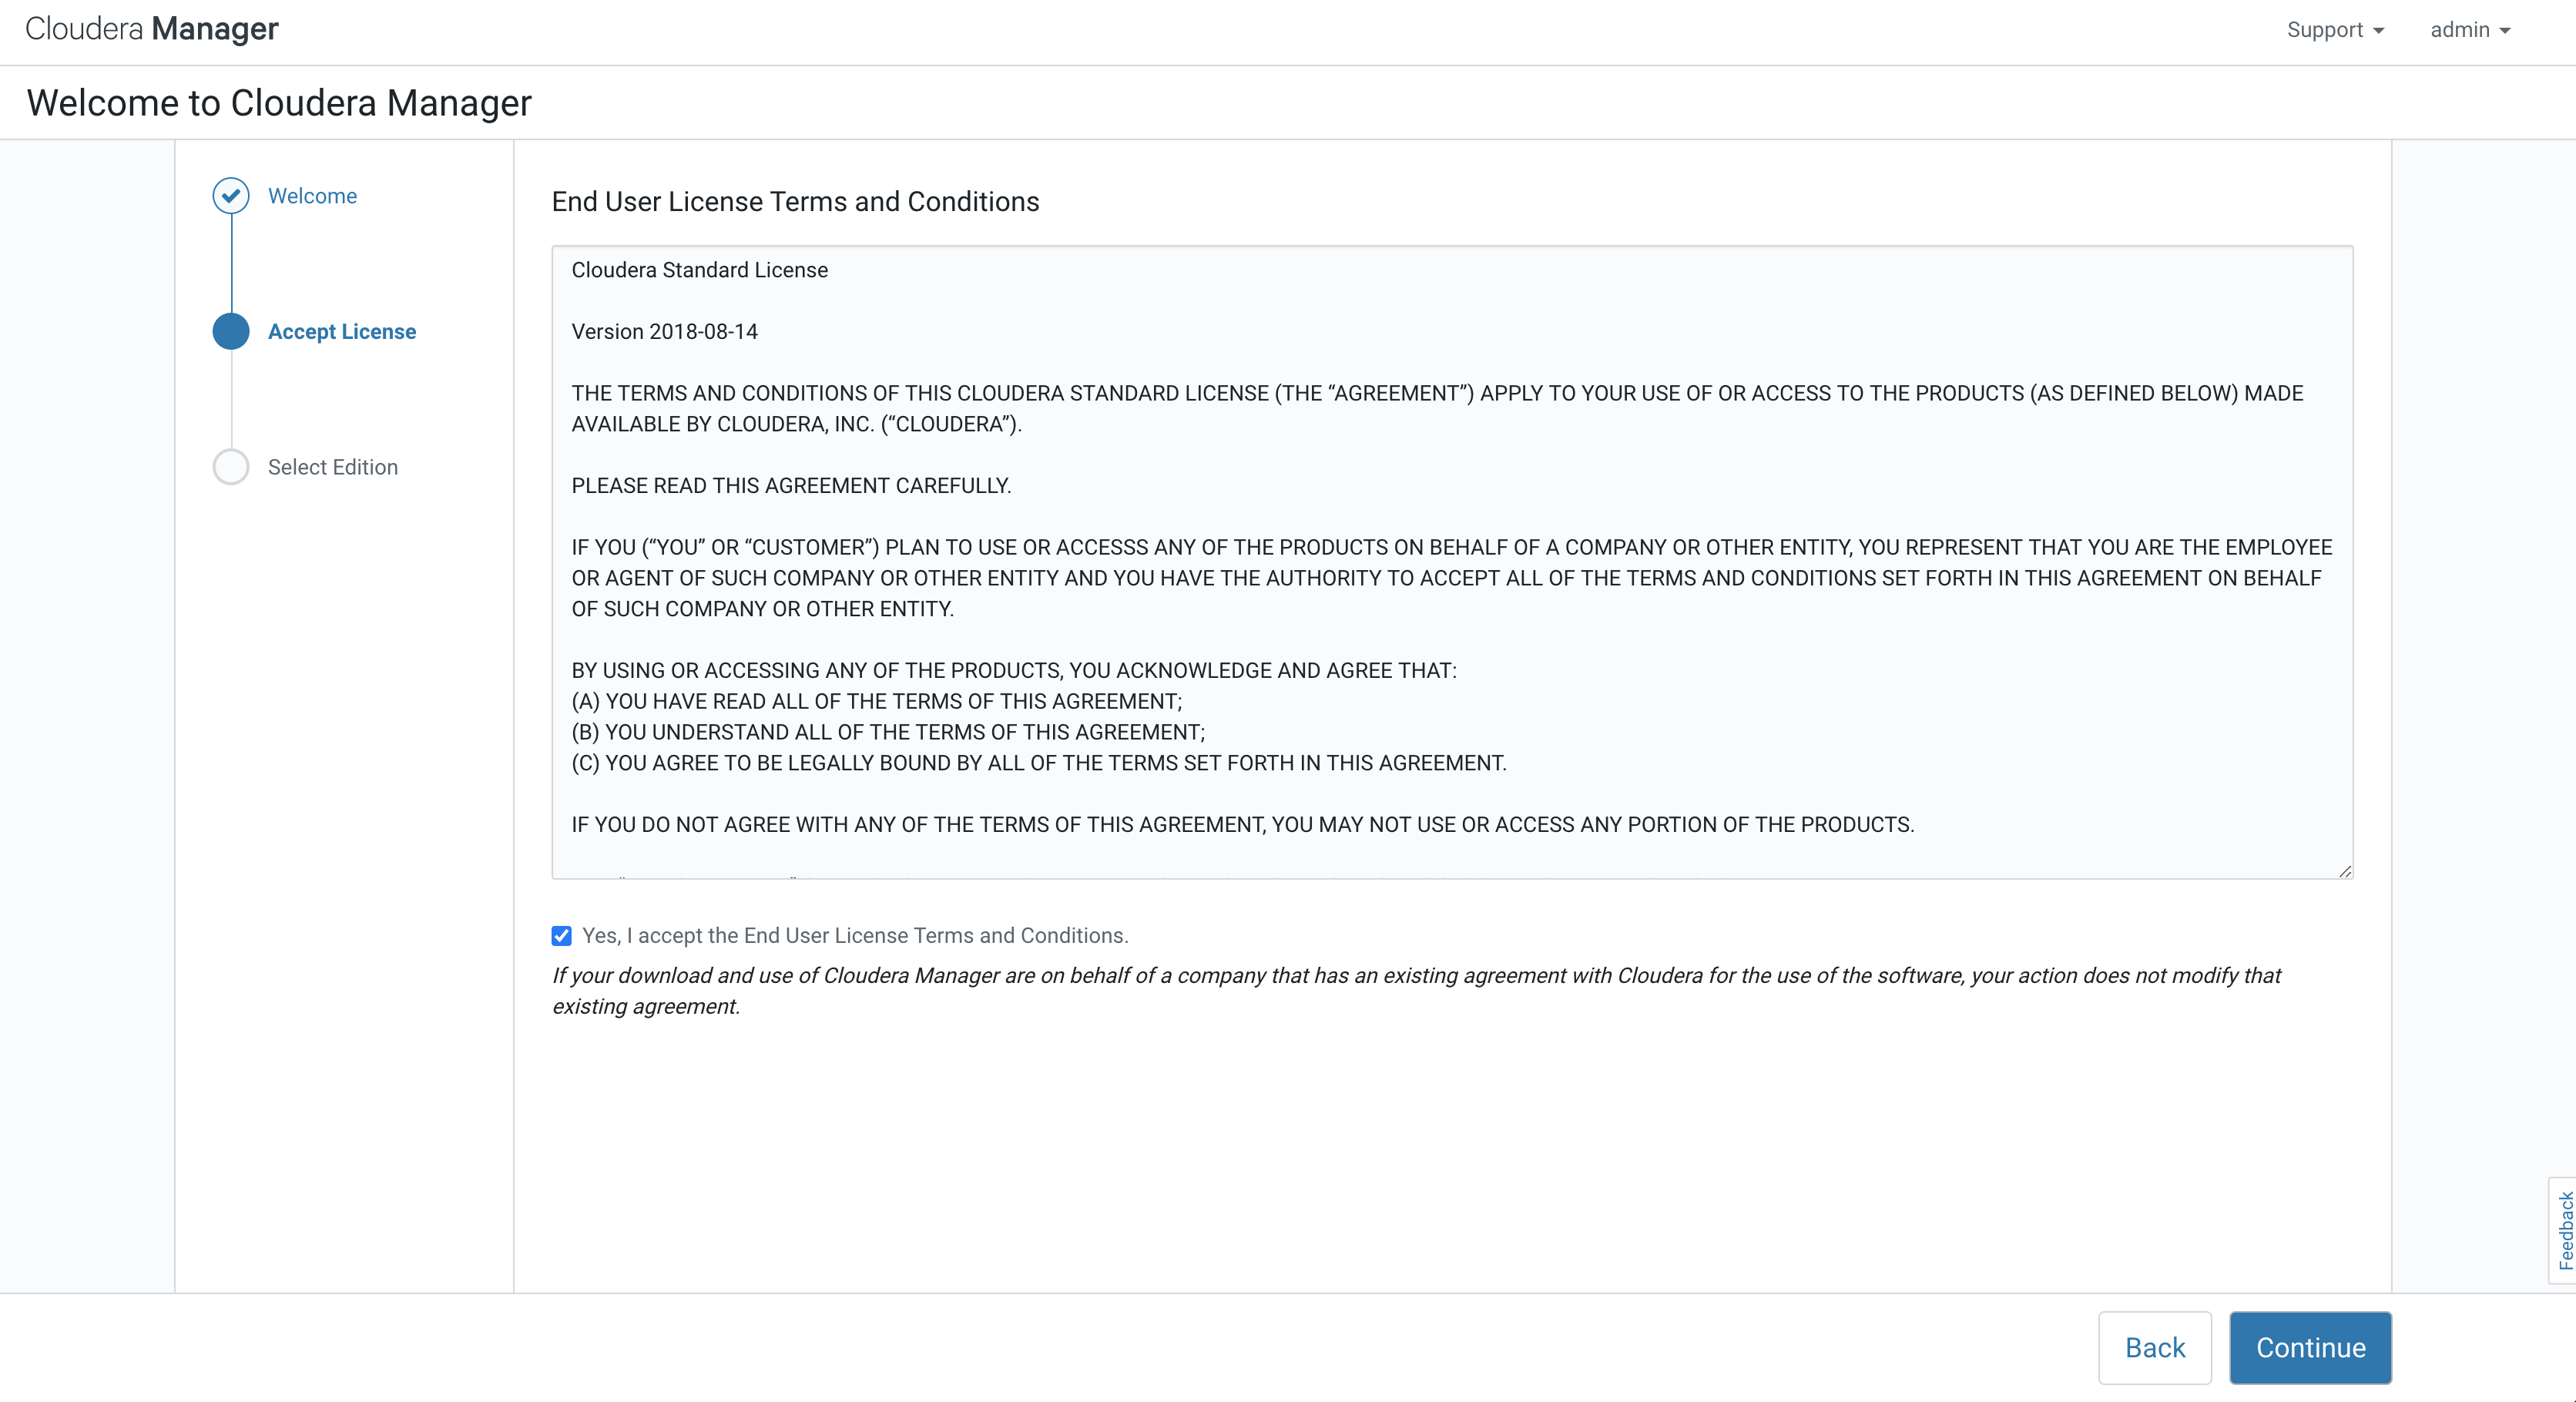 Cloudera Manager
Support
admin
Welcome to Cloudera Manager
Welcome
Accept License
Select Edition
End User License Terms and Conditions
Cloudera Standard License
Version 2018-08-14
THE TERMS AND CONDITIONS OF THIS CLOUDERA STANDARD LICENSE (THE “AGREEMENT”) APPLY TO YOUR USE OF OR ACCESS TO THE PRODUCTS (AS DEFINED BELOW) MADE
AVAILABLE BY CLOUDERA, INC. (“CLOUDERA”).
PLEASE READ THIS AGREEMENT CAREFULLY.
IF YOU (“YOU” OR “CUSTOMER”) PLAN TO USE OR ACCESSS ANY OF THE PRODUCTS ON BEHALF OF A COMPANY OR OTHER ENTITY, YOU REPRESENT THAT YOU ARE THE EMPLOYEE
OR AGENT OF SUCH COMPANY OR OTHER ENTITY AND YOU HAVE THE AUTHORITY TO ACCEPT ALL OF THE TERMS AND CONDITIONS SET FORTH IN THIS AGREEMENT ON BEHALF
OF SUCH COMPANY OR OTHER ENTITY.
BY USING OR ACCESSING ANY OF THE PRODUCTS, YOU ACKNOWLEDGE AND AGREE THAT:
(A) YOU HAVE READ ALL OF THE TERMS OF THIS AGREEMENT;
(B) YOU UNDERSTAND ALL OF THE TERMS OF THIS AGREEMENT;
(C) YOU AGREE TO BE LEGALLY BOUND BY ALL OF THE TERMS SET FORTH IN THIS AGREEMENT.
IF YOU DO NOT AGREE WITH ANY OF THE TERMS OF THIS AGREEMENT, YOU MAY NOT USE OR ACCESS ANY PORTION OF THE PRODUCTS.
Yes, I accept the End User License Terms and Conditions.
If your download and use of Cloudera Manager are on behalf of a company that has an existing agreement with Cloudera for the use of the software, your action does not modify that
existing agreement.
Feedback
Back
Continue